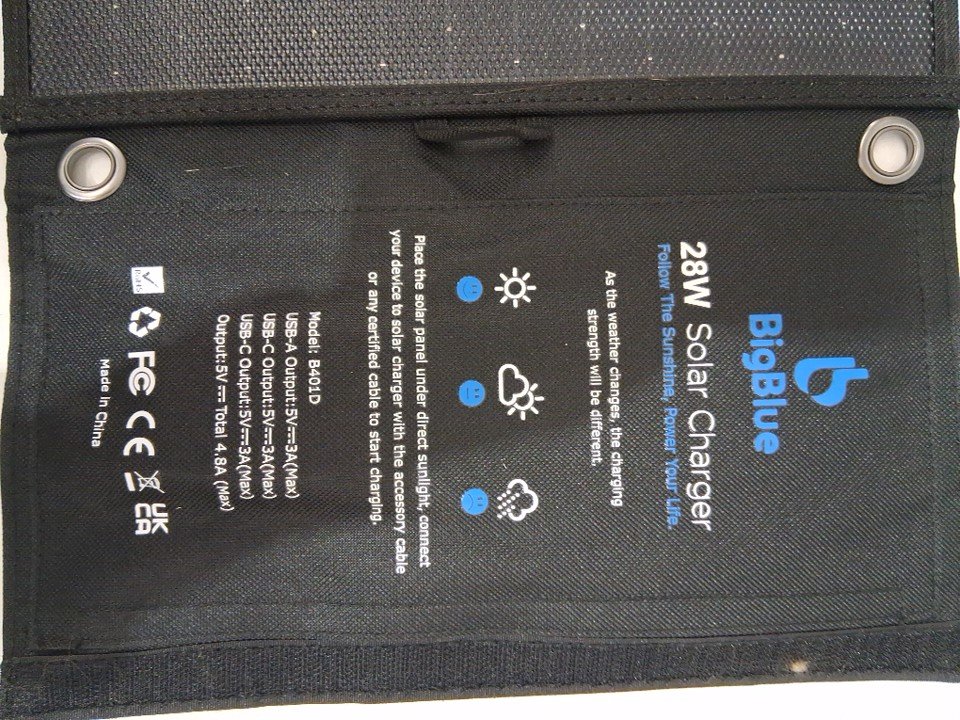 BigBlue
28W Solar Charger
Follow The Sunshine, Power Your Life.
As the weather changes, the charging
strength will be different.
Place the solar panel under direct sunlight, connect
your device to solar charger with the accessory cable
or any certified cable to start charging.
Model: B401D
USB-A Output:5V⎓3A(Max)
USB-C Output:5V⎓3A(Max)
USB-C Output:5V⎓3A(Max)
Output:5V⎓ Total 4.8A (Max)
RoHS FC CE UK CA
Made in China